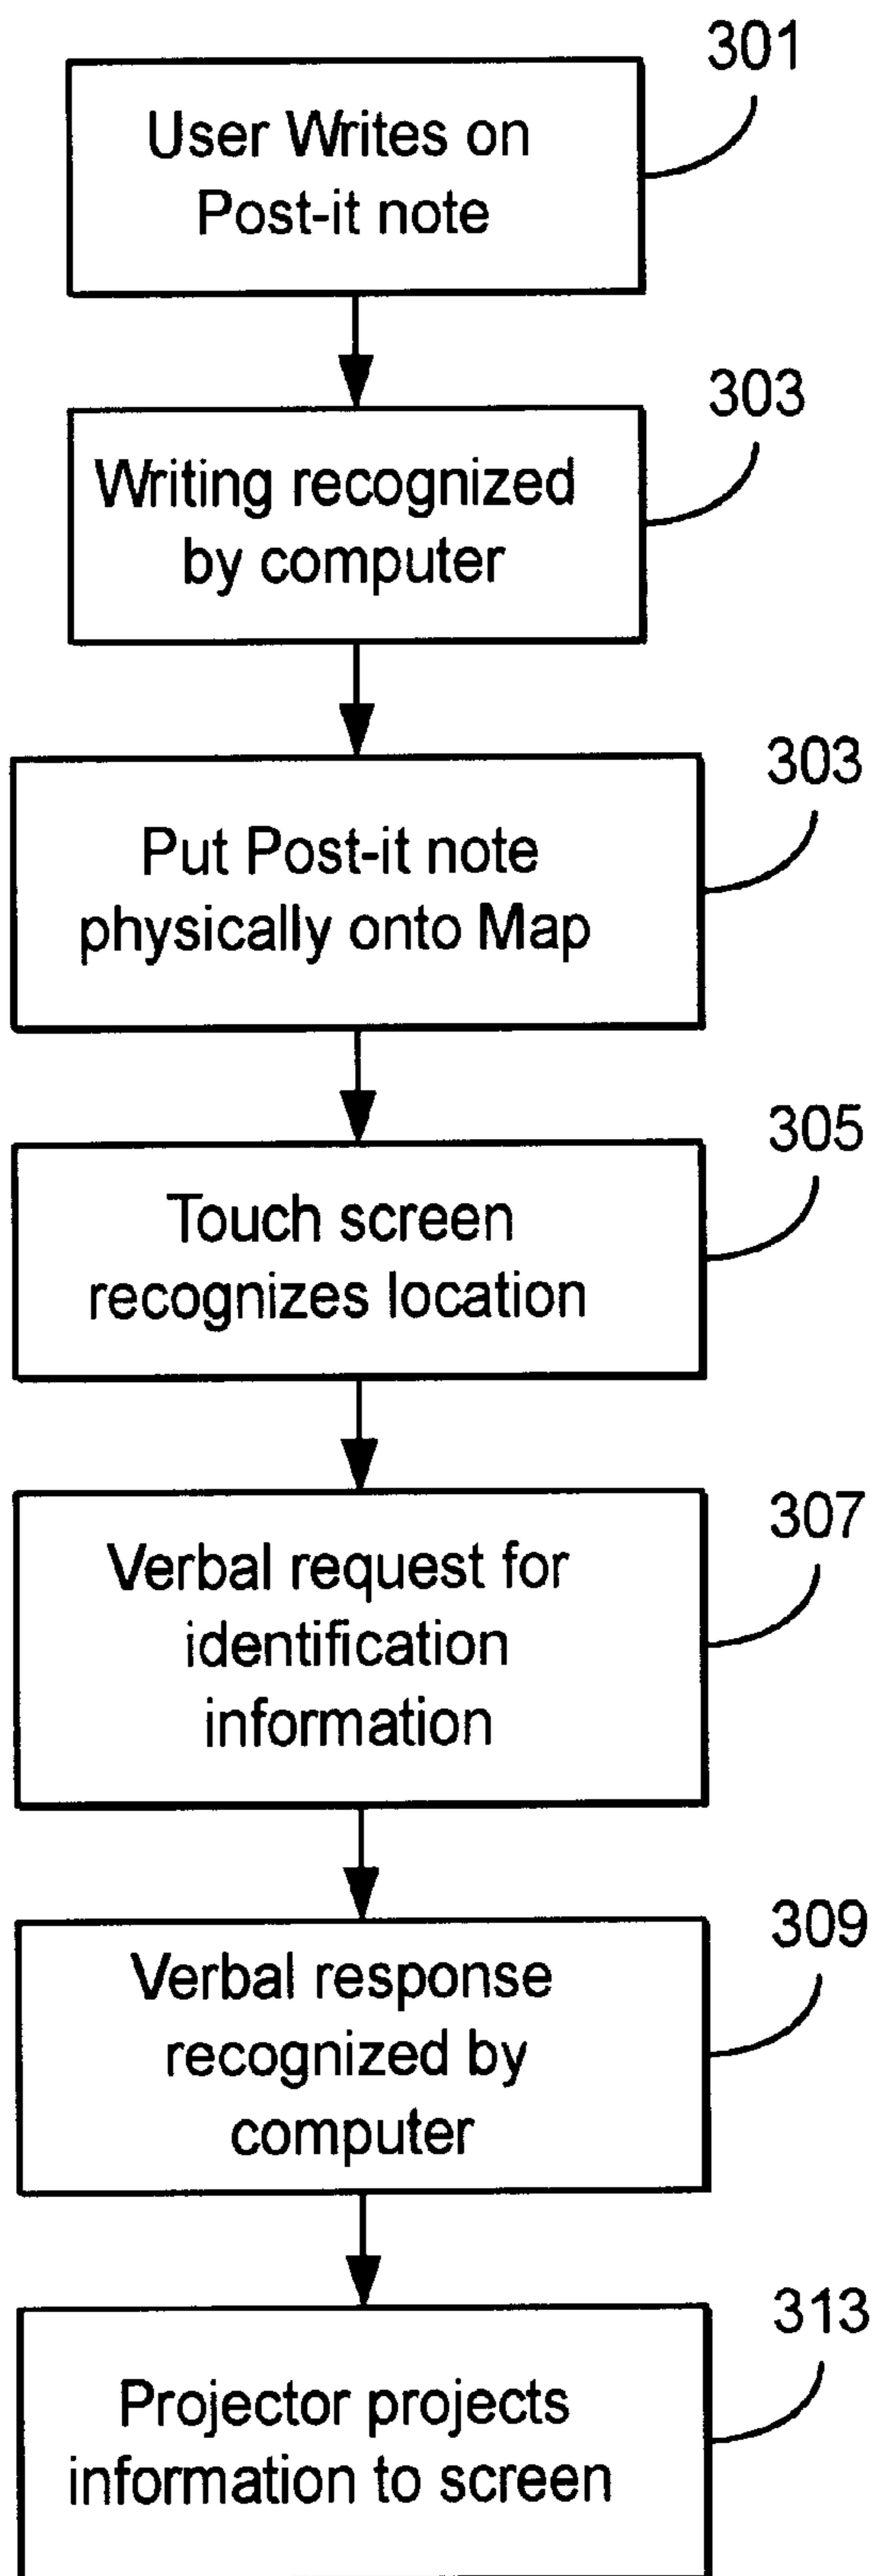 301
User Writes on
Post-it note
303
Writing recognized
by computer
303
Put Post-it note
physically onto Map
305
Touch screen
recognizes location
307
Verbal request for
identification
information
309
Verbal response
recognized by
computer
313
Projector projects
information to screen